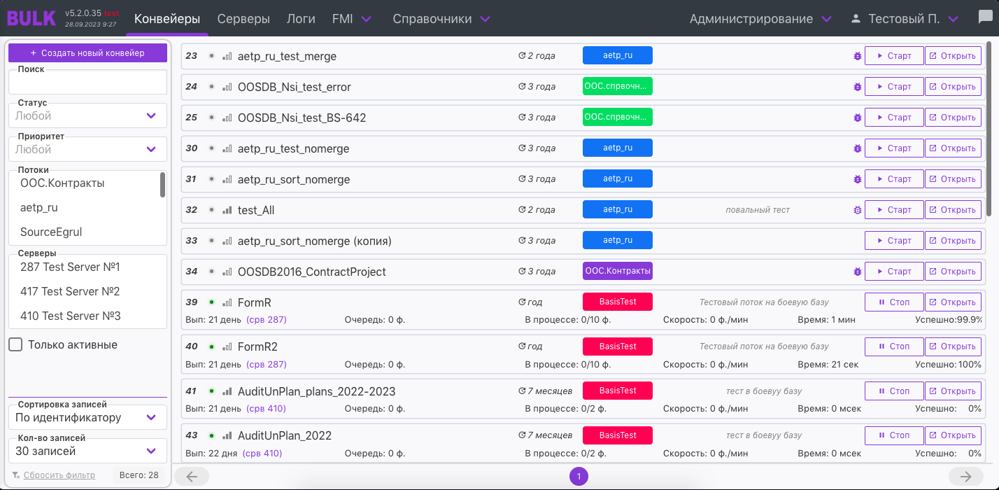 BULK v5.2.0.35 test
28.09.2023 9:27
Конвейеры Серверы Логи FMI Справочники Администрирование Тестовый П.
+ Создать новый конвейер
Поиск
Статус
Любой
Приоритет
Любой
Потоки
ООС.Контракты
aetp_ru
SourceEgrul
Серверы
287 Test Server №1
417 Test Server №2
410 Test Server №3
Только активные
Сортировка записей
По идентификатору
Кол-во записей
30 записей
Сбросить фильтр Всего: 28
23 aetp_ru_test_merge 2 года aetp_ru Старт Открыть
24 OOSDB_Nsi_test_error 3 года ООС.спрвочн... Старт Открыть
25 OOSDB_Nsi_test_BS-642 3 года ООС.спрвочн... Старт Открыть
30 aetp_ru_test_nomerge 3 года aetp_ru Старт Открыть
31 aetp_ru_sort_nomerge 3 года aetp_ru Старт Открыть
32 test_All 2 года aetp_ru повальный тест Старт Открыть
33 aetp_ru_sort_nomerge (копия) 3 года aetp_ru Старт Открыть
34 OOSDB2016_ContractProject 3 года ООС.Контракты Старт Открыть
39 FormR год BasisTest Тестовый поток на боевую базу Стоп Открыть
Вып: 21 день (срв 287) Очередь: 0 ф. В процессе: 0/10 ф. Скорость: 0 ф./мин Время: 1 мин Успешно:99.9%
40 FormR2 год BasisTest Тестовый поток на боевую базу Стоп Открыть
Вып: 21 день (срв 287) Очередь: 0 ф. В процессе: 0/10 ф. Скорость: 0 ф./мин Время: 21 сек Успешно: 100%
41 AuditUnPlan_plans_2022-2023 7 месяцев BasisTest тест в боевуу базу Стоп Открыть
Вып: 21 день (срв 410) Очередь: 0 ф. В процессе: 0/2 ф. Скорость: 0 ф./мин Время: 0 мсек Успешно: 0%
43 AuditUnPlan_2022 7 месяцев BasisTest тест в боевуу базу Стоп Открыть
Вып: 22 дня (срв 410) Очередь: 0 ф. В процессе: 0/2 ф. Скорость: 0 ф./мин Время: 0 мсек Успешно: 0%
1